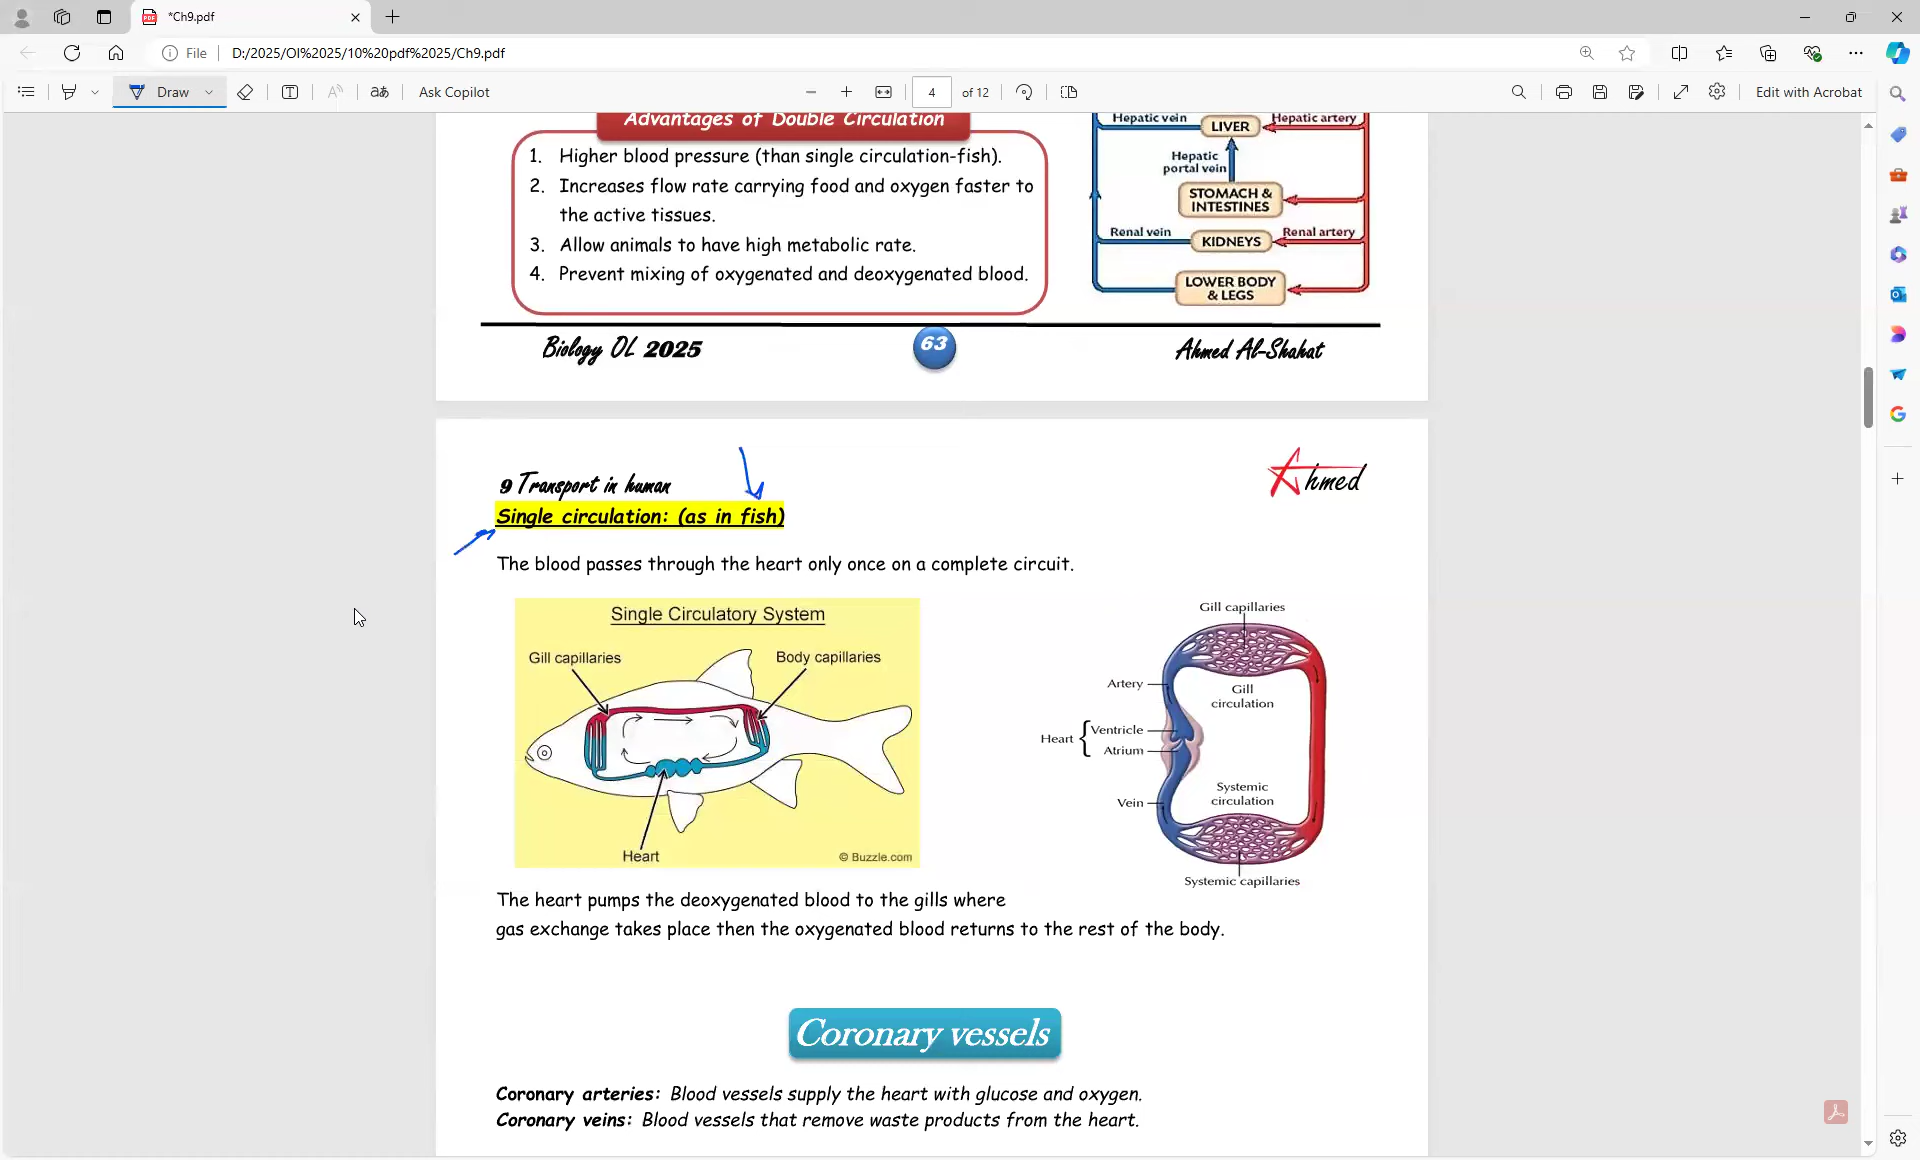 *Ch9.pdf
File
D:/2025/Ol%2025/10%20pdf%2025/Ch9.pdf
Draw
Ask Copilot
4 of 12
Edit with Acrobat
Advantages of Double Circulation
1. Higher blood pressure (than single circulation-fish).
2. Increases flow rate carrying food and oxygen faster to
the active tissues.
3. Allow animals to have high metabolic rate.
4. Prevent mixing of oxygenated and deoxygenated blood.
Hepatic vein
LIVER
Hepatic artery
Hepatic
portal vein
STOMACH &
INTESTINES
Renal vein
KIDNEYS
Renal artery
LOWER BODY
& LEGS
Biology OL 2025
63
Ahmed Al-Shahat
9 Transport in human
Ahmed
Single circulation: (as in fish)
The blood passes through the heart only once on a complete circuit.
Single Circulatory System
Gill capillaries
Body capillaries
Heart
© Buzzle.com
Gill capillaries
Artery
Gill
circulation
Heart
Ventricle
Atrium
Vein
Systemic
circulation
Systemic capillaries
The heart pumps the deoxygenated blood to the gills where
gas exchange takes place then the oxygenated blood returns to the rest of the body.
Coronary vessels
Coronary arteries: Blood vessels supply the heart with glucose and oxygen.
Coronary veins: Blood vessels that remove waste products from the heart.